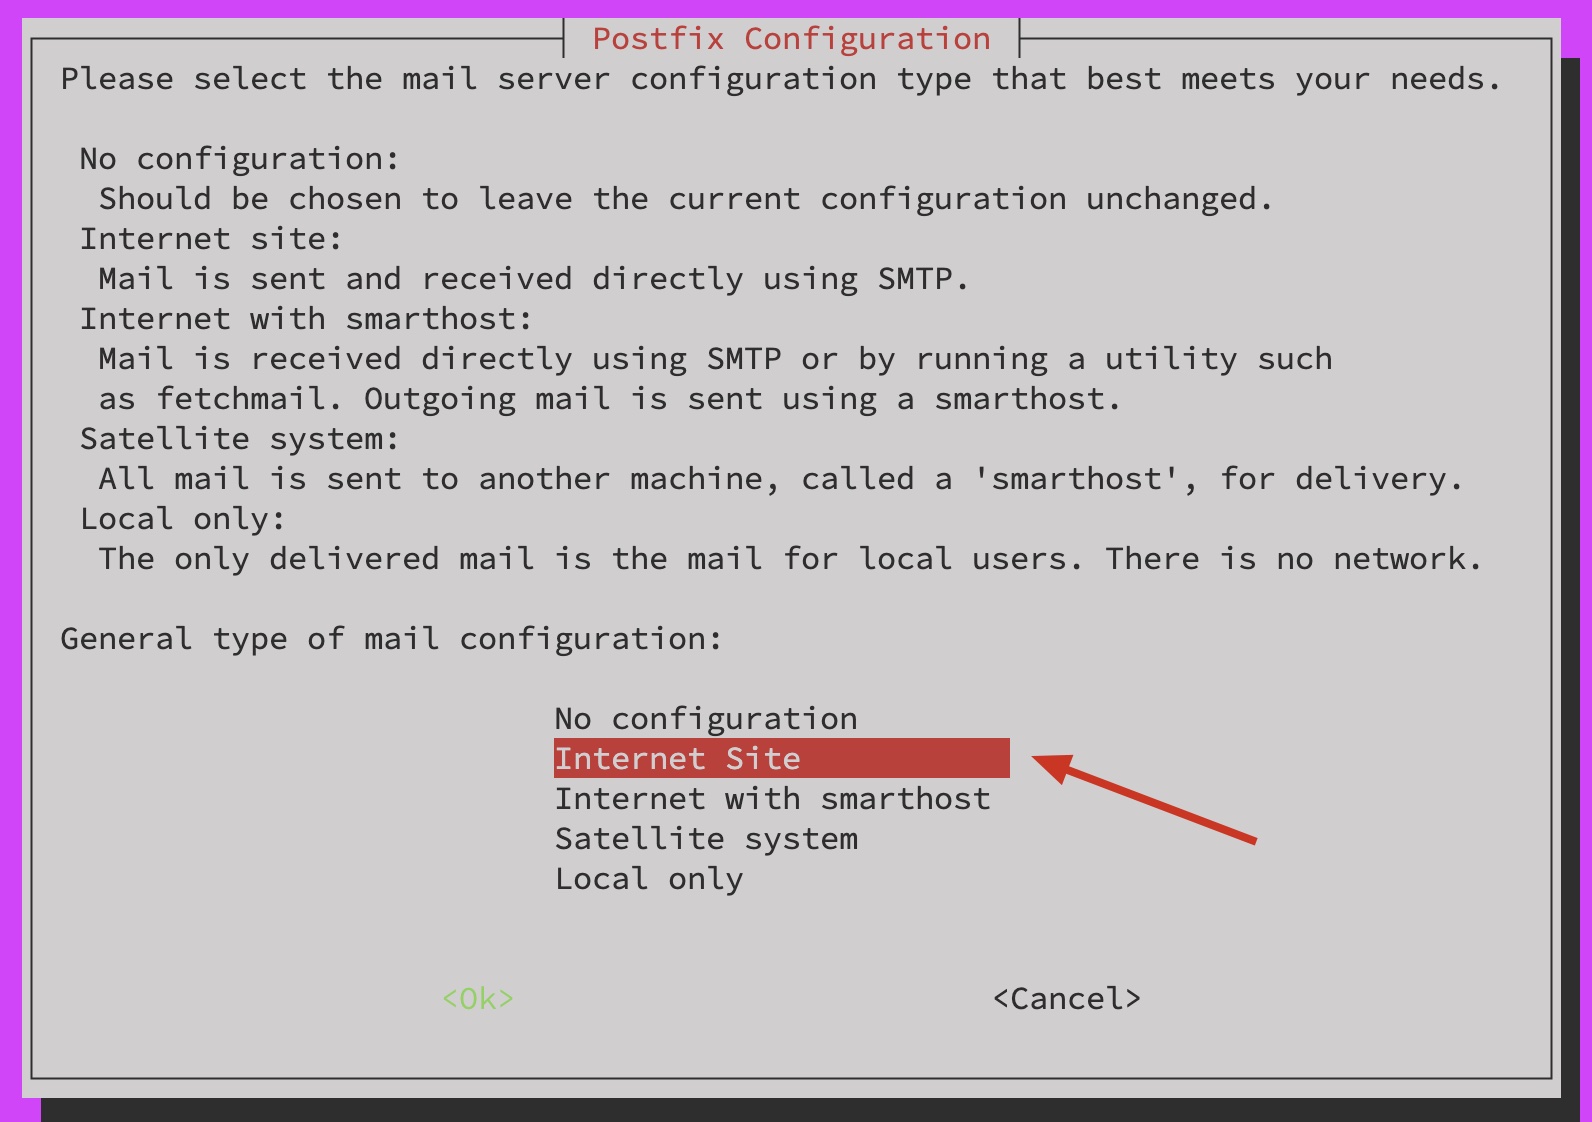 Postfix Configuration
Please select the mail server configuration type that best meets your needs.
No configuration:
Should be chosen to leave the current configuration unchanged.
Internet site:
Mail is sent and received directly using SMTP.
Internet with smarthost:
Mail is received directly using SMTP or by running a utility such
as fetchmail. Outgoing mail is sent using a smarthost.
Satellite system:
All mail is sent to another machine, called a 'smarthost', for delivery.
Local only:
The only delivered mail is the mail for local users. There is no network.
General type of mail configuration:
No configuration
Internet Site
Internet with smarthost
Satellite system
Local only
<Ok> <Cancel>